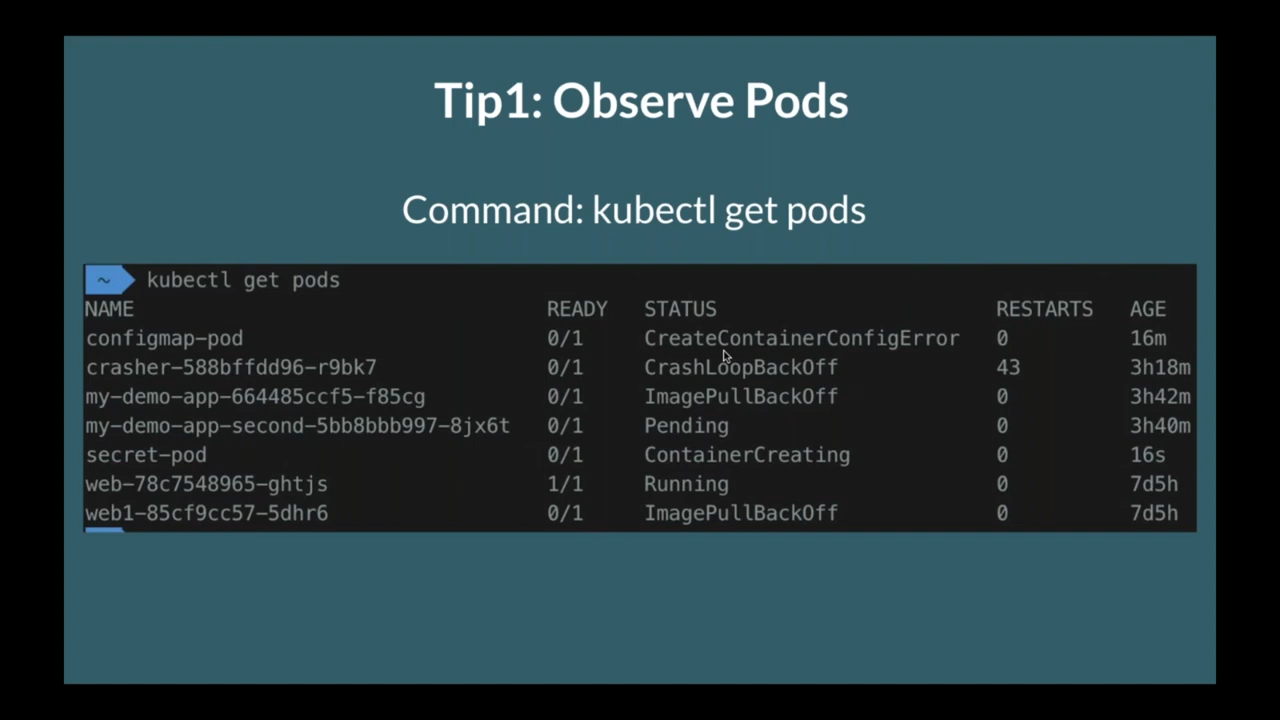 Tip1: Observe Pods
Command: kubectl get pods
~ kubectl get pods
NAME READY STATUS RESTARTS AGE
configmap-pod 0/1 CreateContainerConfigError 0 16m
crasher-588bffdd96-r9bk7 0/1 CrashLoopBackOff 43 3h18m
my-demo-app-664485ccf5-f85cg 0/1 ImagePullBackOff 0 3h42m
my-demo-app-second-5bb8bbb997-8jx6t 0/1 Pending 0 3h40m
secret-pod 0/1 ContainerCreating 0 16s
web-78c7548965-ghtjs 1/1 Running 0 7d5h
web1-85cf9cc57-5dhr6 0/1 ImagePullBackOff 0 7d5h